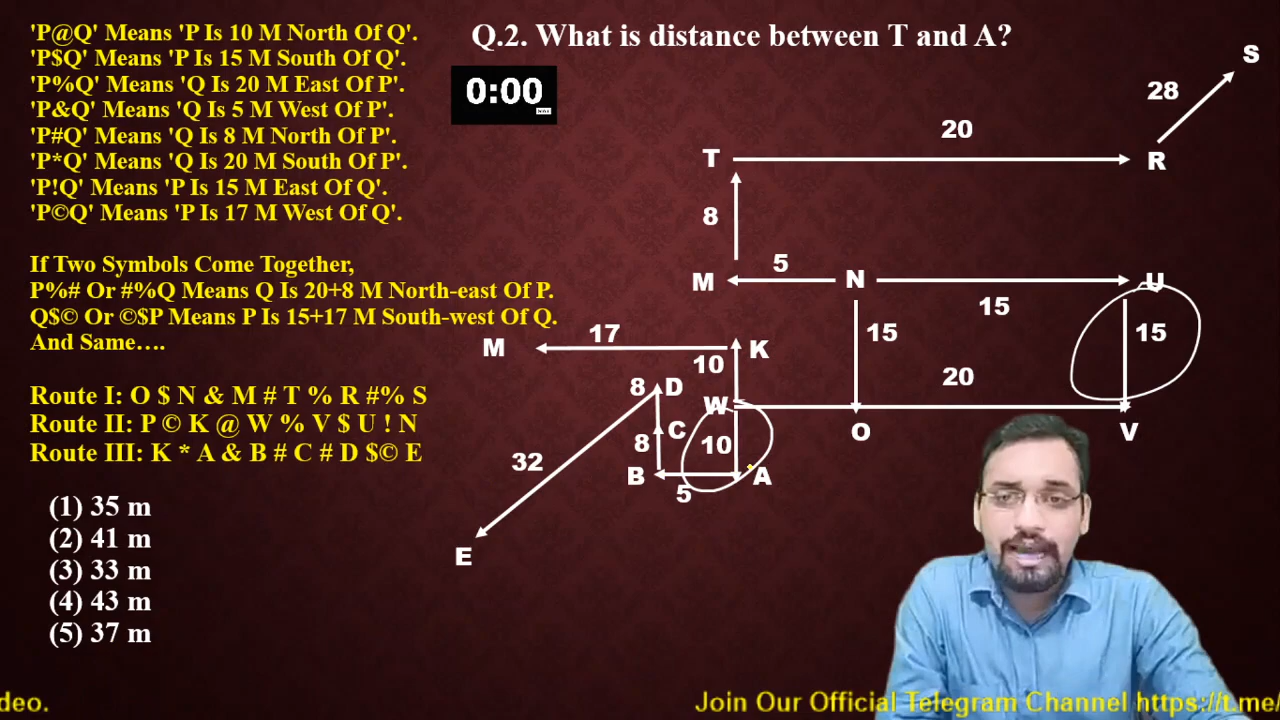 'P@Q' Means 'P Is 10 M North Of Q'.
'P$Q' Means 'P Is 15 M South Of Q'.
'P%Q' Means 'Q Is 20 M East Of P'.
'P&Q' Means 'Q Is 5 M West Of P'.
'P#Q' Means 'Q Is 8 M North Of P'.
'P*Q' Means 'Q Is 20 M South Of P'.
'P!Q' Means 'P Is 15 M East Of Q'.
'P©Q' Means 'P Is 17 M West Of Q'.
If Two Symbols Come Together,
P%# Or #%Q Means Q Is 20+8 M North-east Of P.
Q$© Or ©$P Means P Is 15+17 M South-west Of Q.
And Same….
Route I: O $ N & M # T % R #% S
Route II: P © K @ W % V $ U ! N
Route III: K * A & B # C # D $© E
(1) 35 m
(2) 41 m
(3) 33 m
(4) 43 m
(5) 37 m
Q.2. What is distance between T and A?
0:00
S
28
20
T
R
8
5
M
N
U
15
15
15
17
M
K
10
20
8
D
W
O
V
C
8
10
32
B
A
5
E
deo.
Join Our Official Telegram Channel https://t.me/